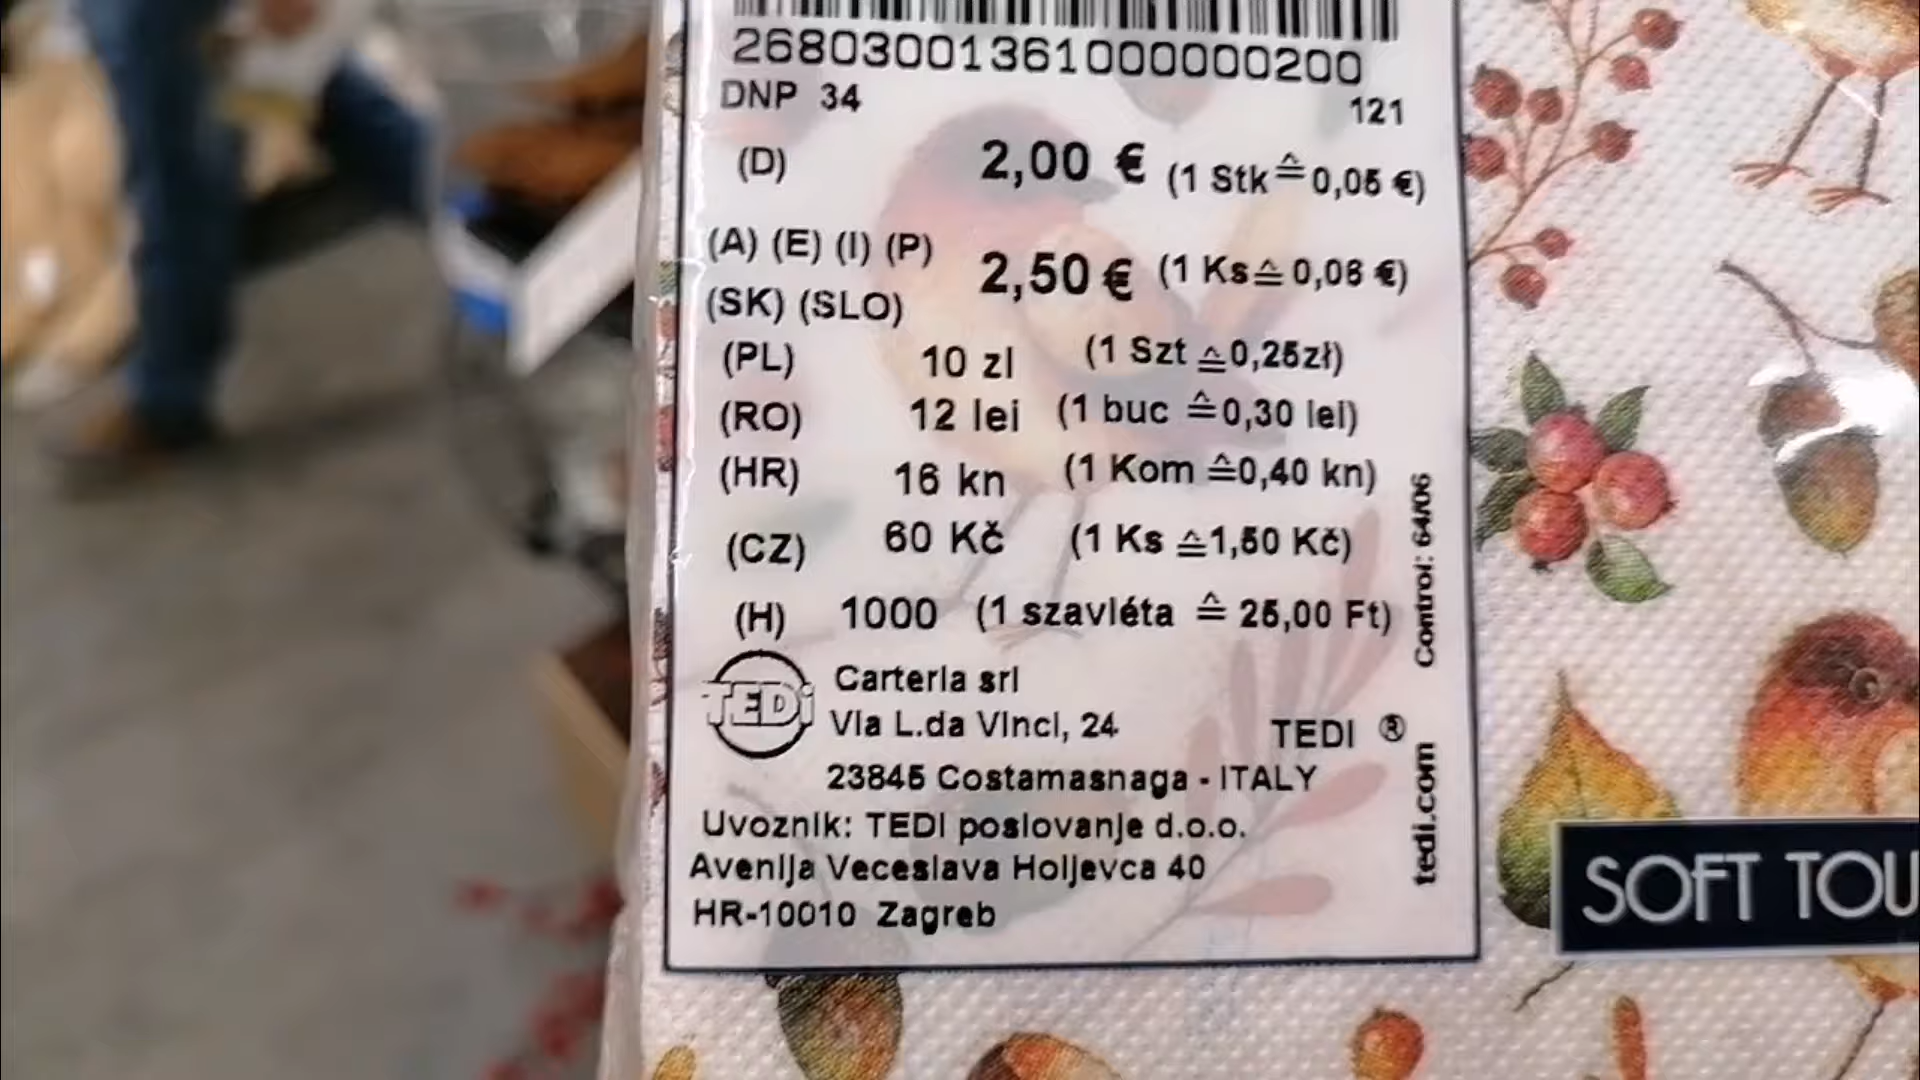 26803001361000000200
DNP 34
121
(D) 2,00 € (1 Stk ≙ 0,05 €)
(A) (E) (I) (P)
(SK) (SLO) 2,50 € (1 Ks ≙ 0,06 €)
(PL) 10 zl (1 Szt ≙ 0,25zł)
(RO) 12 lei (1 buc ≙ 0,30 lei)
(HR) 16 kn (1 Kom ≙ 0,40 kn)
(CZ) 60 Kč (1 Ks ≙ 1,50 Kč)
(H) 1000 (1 szavléta ≙ 25,00 Ft)
Control: 64/06
TEDi
Carteria srl
Via L.da Vinci, 24
TEDI ®
23845 Costamasnaga - ITALY
Uvoznik: TEDI poslovanje d.o.o.
Avenija Veceslava Holjevca 40
HR-10010 Zagreb
tedi.com
SOFT TOU